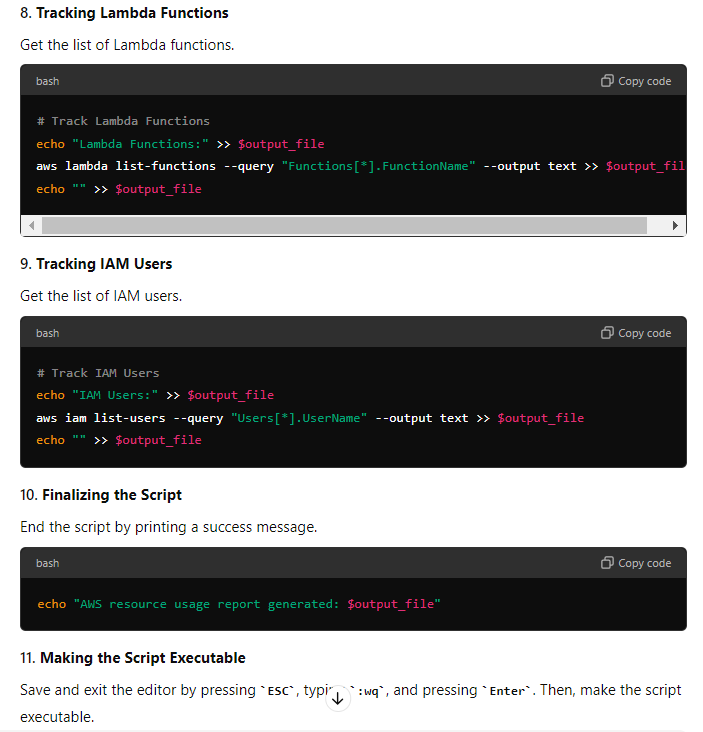 8. Tracking Lambda Functions
Get the list of Lambda functions.
bash
Copy code
# Track Lambda Functions
echo "Lambda Functions:" >> $output_file
aws lambda list-functions --query "Functions[*].FunctionName" --output text >> $output_fil
echo "" >> $output_file
9. Tracking IAM Users
Get the list of IAM users.
bash
Copy code
# Track IAM Users
echo "IAM Users:" >> $output_file
aws iam list-users --query "Users[*].UserName" --output text >> $output_file
echo "" >> $output_file
10. Finalizing the Script
End the script by printing a success message.
bash
Copy code
echo "AWS resource usage report generated: $output_file"
11. Making the Script Executable
Save and exit the editor by pressing `ESC`, `:wq`, and pressing `Enter`. Then, make the script
executable.